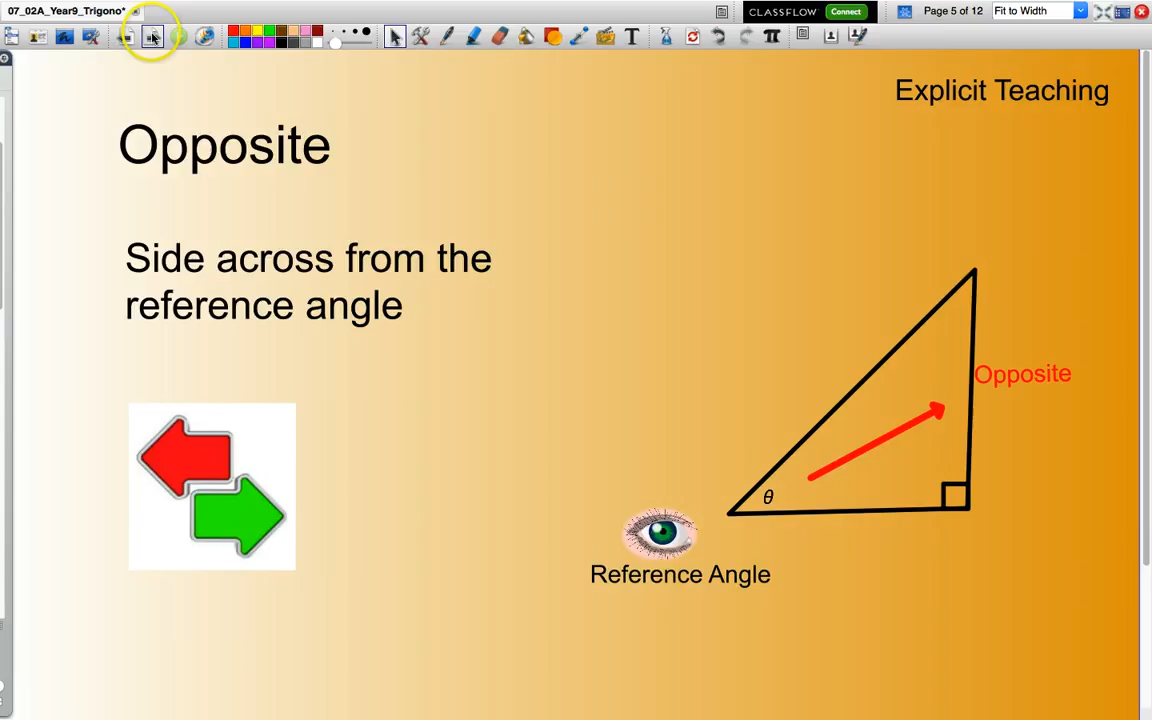 07_02A_Year9_Trigono*
CLASSFLOW Connect
Page 5 of 12
Fit to Width
T
π
Explicit Teaching
Opposite
Side across from the
reference angle
Opposite
θ
Reference Angle